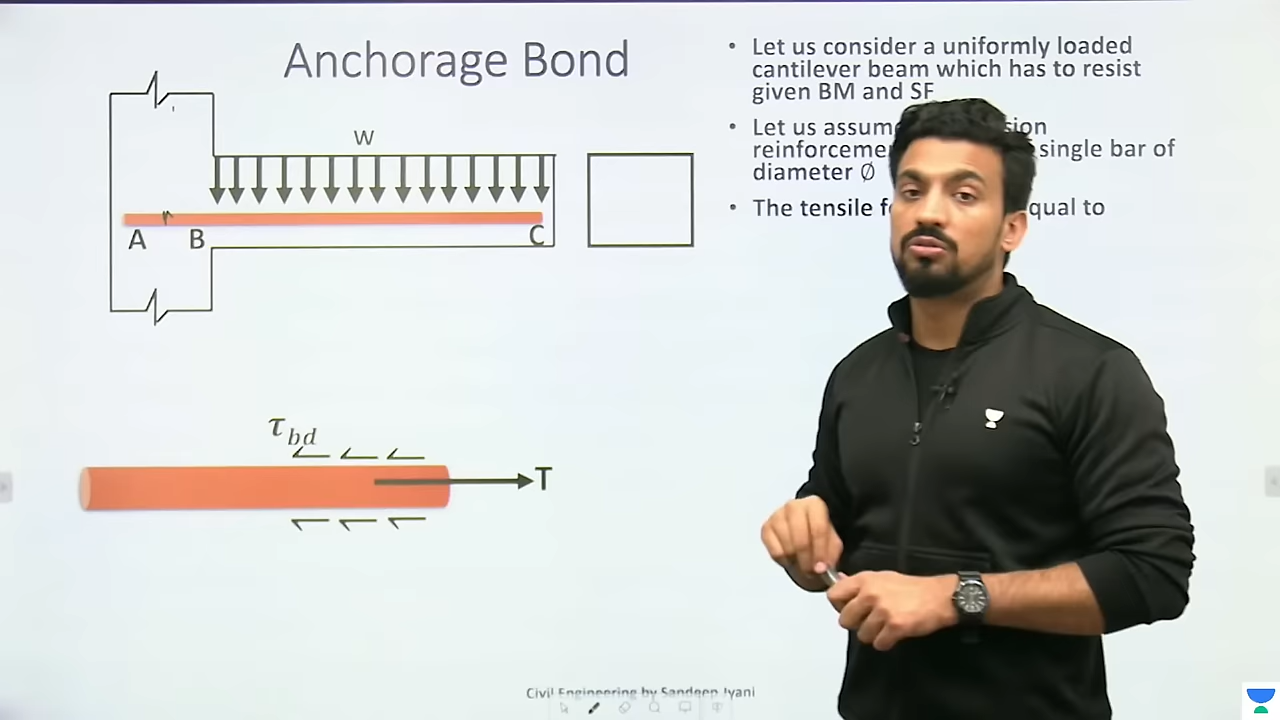 Anchorage Bond
W
A B C
τbd
T
• Let us consider a uniformly loaded
cantilever beam which has to resist
given BM and SF
• Let us assume
reinforcement single bar of
diameter Ø
• The tensile equal to
Civil Engineering by Sandeep Jyani